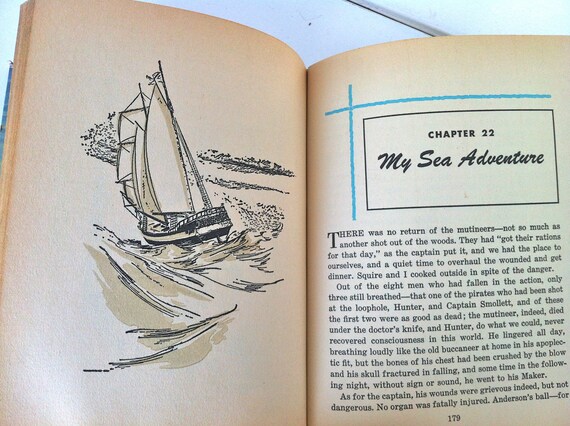 CHAPTER 22
My Sea Adventure
THERE was no return of the mutineers—not so much as
another shot out of the woods. They had "got their rations
for that day," as the captain put it, and we had the place to
ourselves, and a quiet time to overhaul the wounded and get
dinner. Squire and I cooked outside in spite of the danger.
Out of the eight men who had fallen in the action, only
three still breathed—that one of the pirates who had been shot
at the loophole, Hunter, and Captain Smollett, and of these
the first two were as good as dead; the mutineer, indeed, died
under the doctor's knife, and Hunter, do what we could, never
recovered consciousness in this world. He lingered all day,
breathing loudly like the old buccaneer at home in his apoplec-
tic fit, but the bones of his chest had been crushed by the blow
and his skull fractured in falling, and some time in the follow-
ing night, without sign or sound, he went to his Maker.
As for the captain, his wounds were grievous indeed, but not
dangerous. No organ was fatally injured. Anderson's ball—for
179